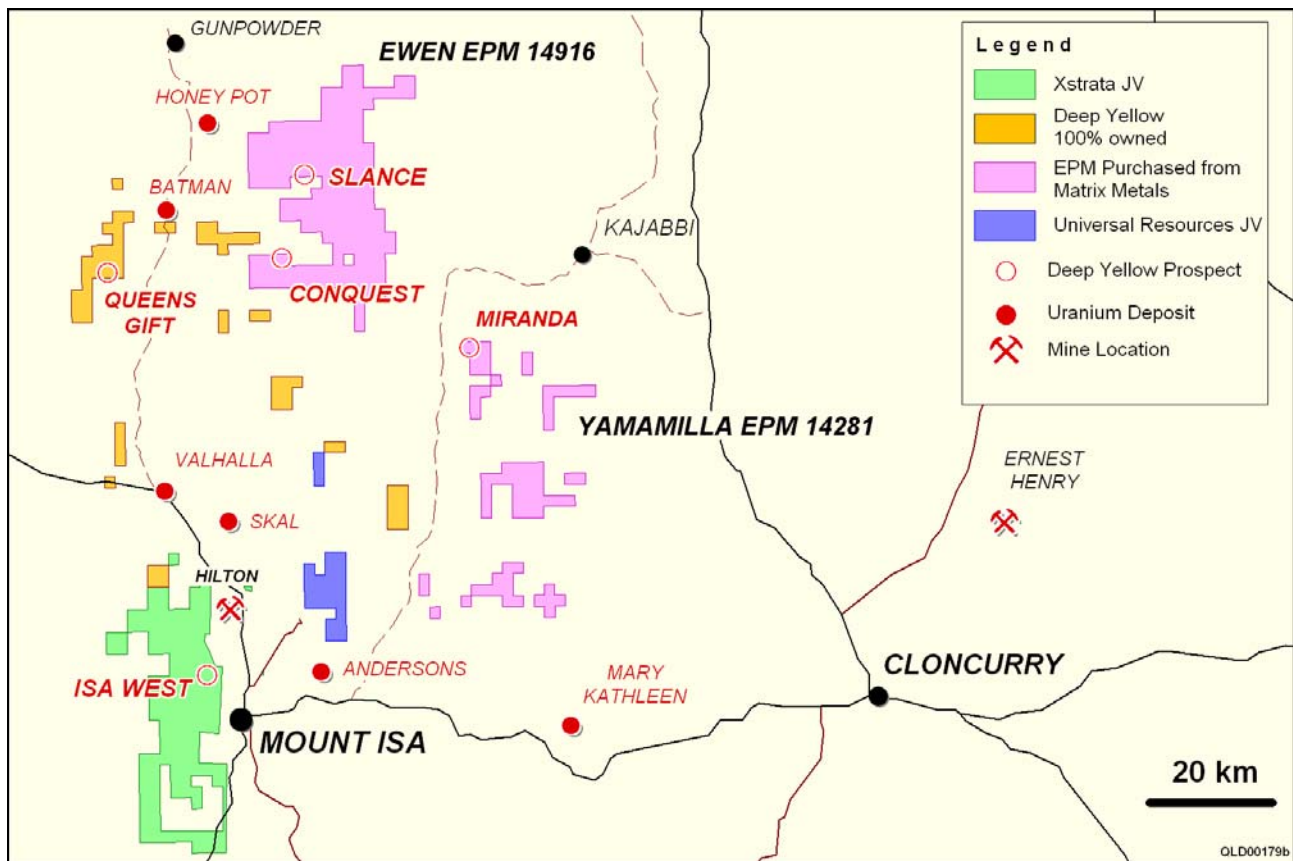 GUNPOWDER
EWEN EPM 14916
HONEY POT
SLANCE
BATMAN
KAJABBI
QUEENS
GIFT
CONQUEST
MIRANDA
YAMAMILLA EPM 14281
VALHALLA
SKAL
ERNEST
HENRY
HILTON
ISA WEST
ANDERSONS
MARY
KATHLEEN
CLONCURRY
MOUNT ISA
Legend
Xstrata JV
Deep Yellow
100% owned
EPM Purchased from
Matrix Metals
Universal Resources JV
Deep Yellow Prospect
Uranium Deposit
Mine Location
20 km
QLD00179b